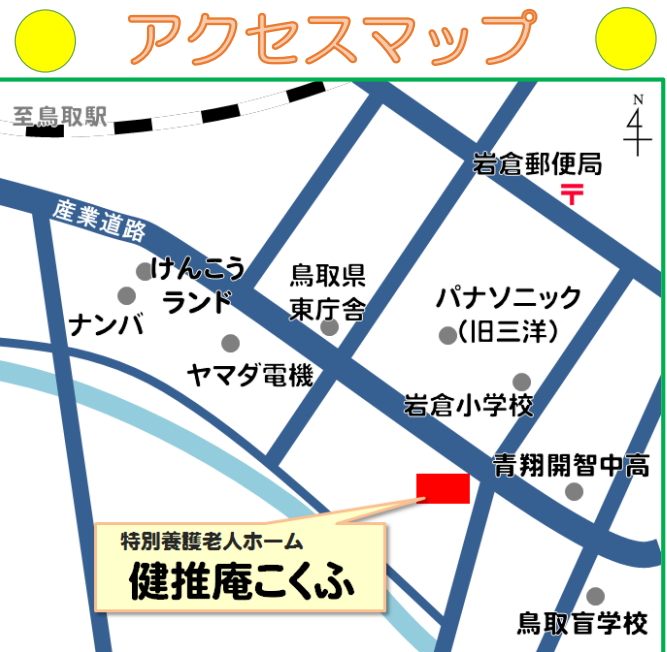 アクセスマップ
至鳥取駅
N
岩倉郵便局
〒
産業道路
けんこう
ランド
鳥取県
東庁舎
パナソニック
(旧三洋)
ナンバ
ヤマダ電機
岩倉小学校
青翔開智中高
特別養護老人ホーム
健推庵こくふ
鳥取盲学校